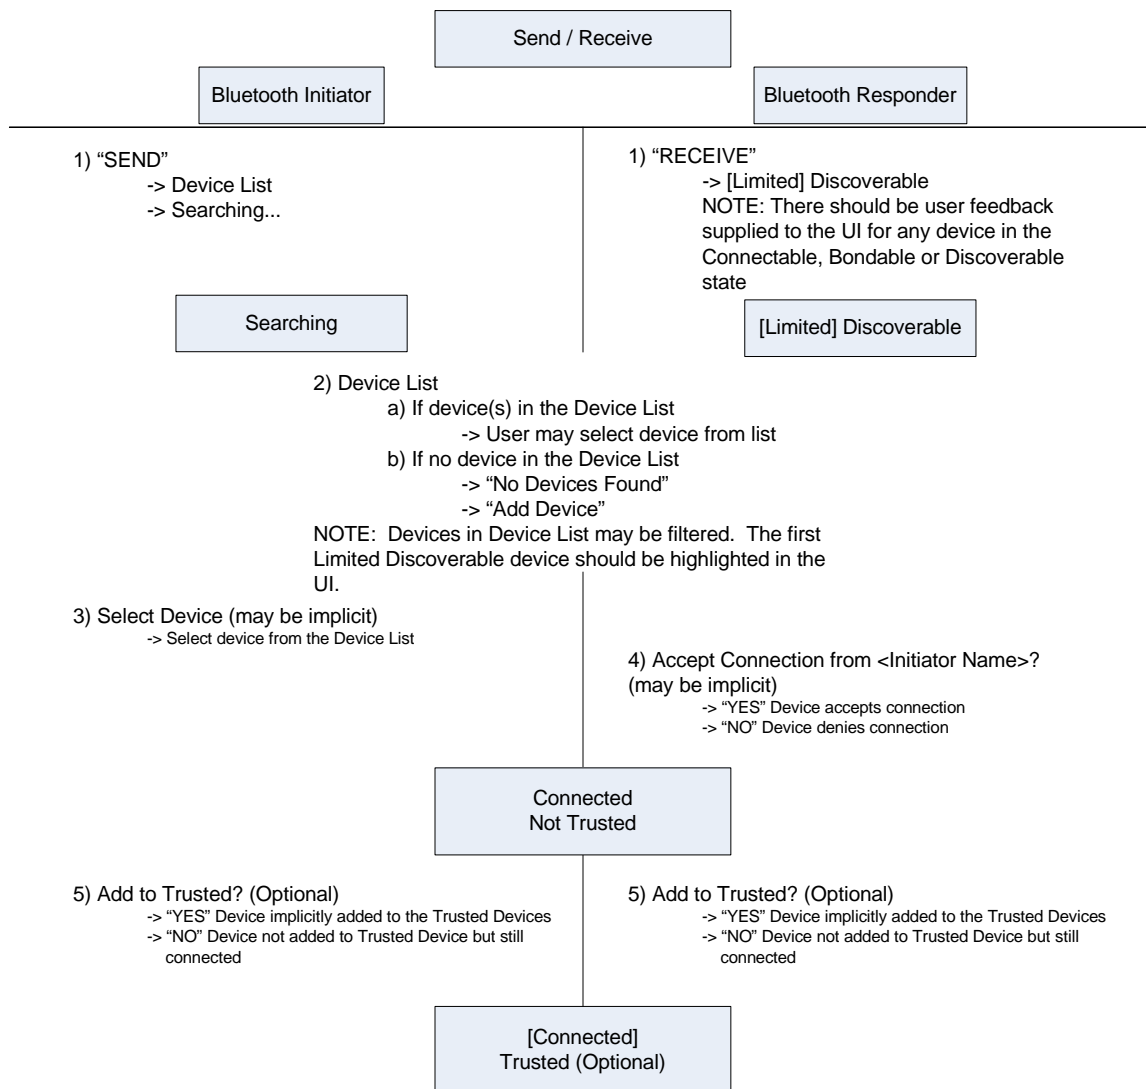 Send / Receive
Bluetooth Initiator
Bluetooth Responder
1) “SEND”
-> Device List
-> Searching...
1) “RECEIVE”
-> [Limited] Discoverable
NOTE: There should be user feedback
supplied to the UI for any device in the
Connectable, Bondable or Discoverable
state
Searching
[Limited] Discoverable
2) Device List
a) If device(s) in the Device List
-> User may select device from list
b) If no device in the Device List
-> “No Devices Found”
-> “Add Device”
NOTE: Devices in Device List may be filtered. The first
Limited Discoverable device should be highlighted in the
UI.
3) Select Device (may be implicit)
-> Select device from the Device List
4) Accept Connection from <Initiator Name>?
(may be implicit)
-> “YES” Device accepts connection
-> “NO” Device denies connection
Connected
Not Trusted
5) Add to Trusted? (Optional)
-> “YES” Device implicitly added to the Trusted Devices
-> “NO” Device not added to Trusted Device but still
connected
5) Add to Trusted? (Optional)
-> “YES” Device implicitly added to the Trusted Devices
-> “NO” Device not added to Trusted Device but still
connected
[Connected]
Trusted (Optional)